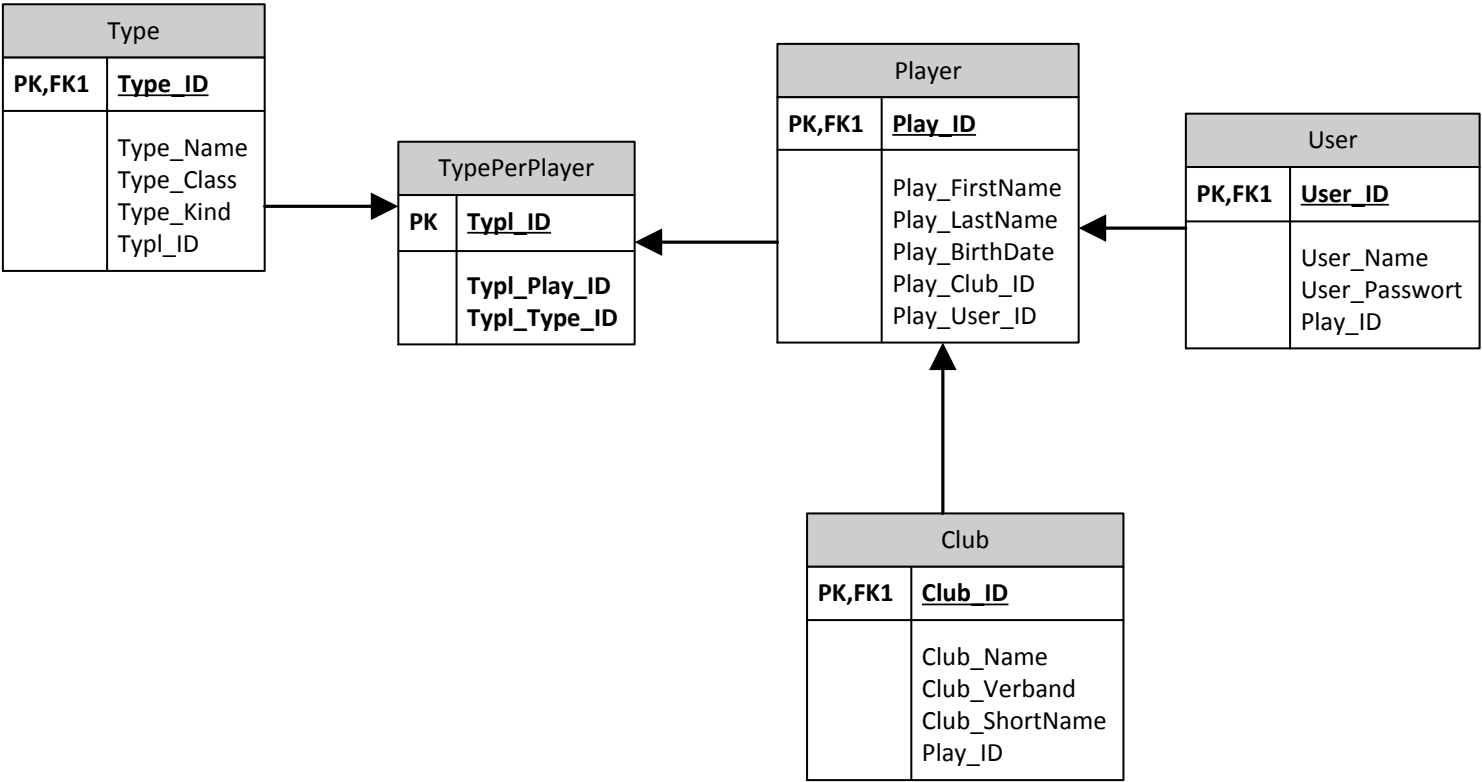 Type
PK,FK1 Type_ID
Type_Name
Type_Class
Type_Kind
Typl_ID
TypePerPlayer
PK Typl_ID
Typl_Play_ID
Typl_Type_ID
Player
PK,FK1 Play_ID
Play_FirstName
Play_LastName
Play_BirthDate
Play_Club_ID
Play_User_ID
User
PK,FK1 User_ID
User_Name
User_Passwort
Play_ID
Club
PK,FK1 Club_ID
Club_Name
Club_Verband
Club_ShortName
Play_ID